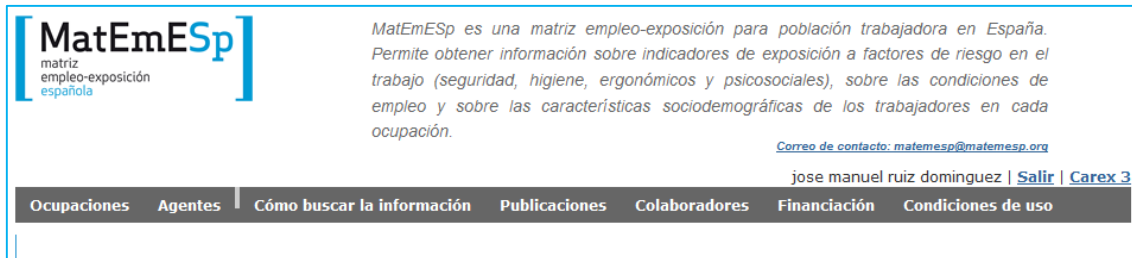 MatEmESp
matriz
empleo-exposición
española
MatEmESp es una matriz empleo-exposición para población trabajadora en España.
Permite obtener información sobre indicadores de exposición a factores de riesgo en el
trabajo (seguridad, higiene, ergonómicos y psicosociales), sobre las condiciones de
empleo y sobre las características sociodemográficas de los trabajadores en cada
ocupación.
Correo de contacto: matemesp@matemesp.org
jose manuel ruiz dominguez | Salir | Carex 3
Ocupaciones Agentes Cómo buscar la información Publicaciones Colaboradores Financiación Condiciones de uso